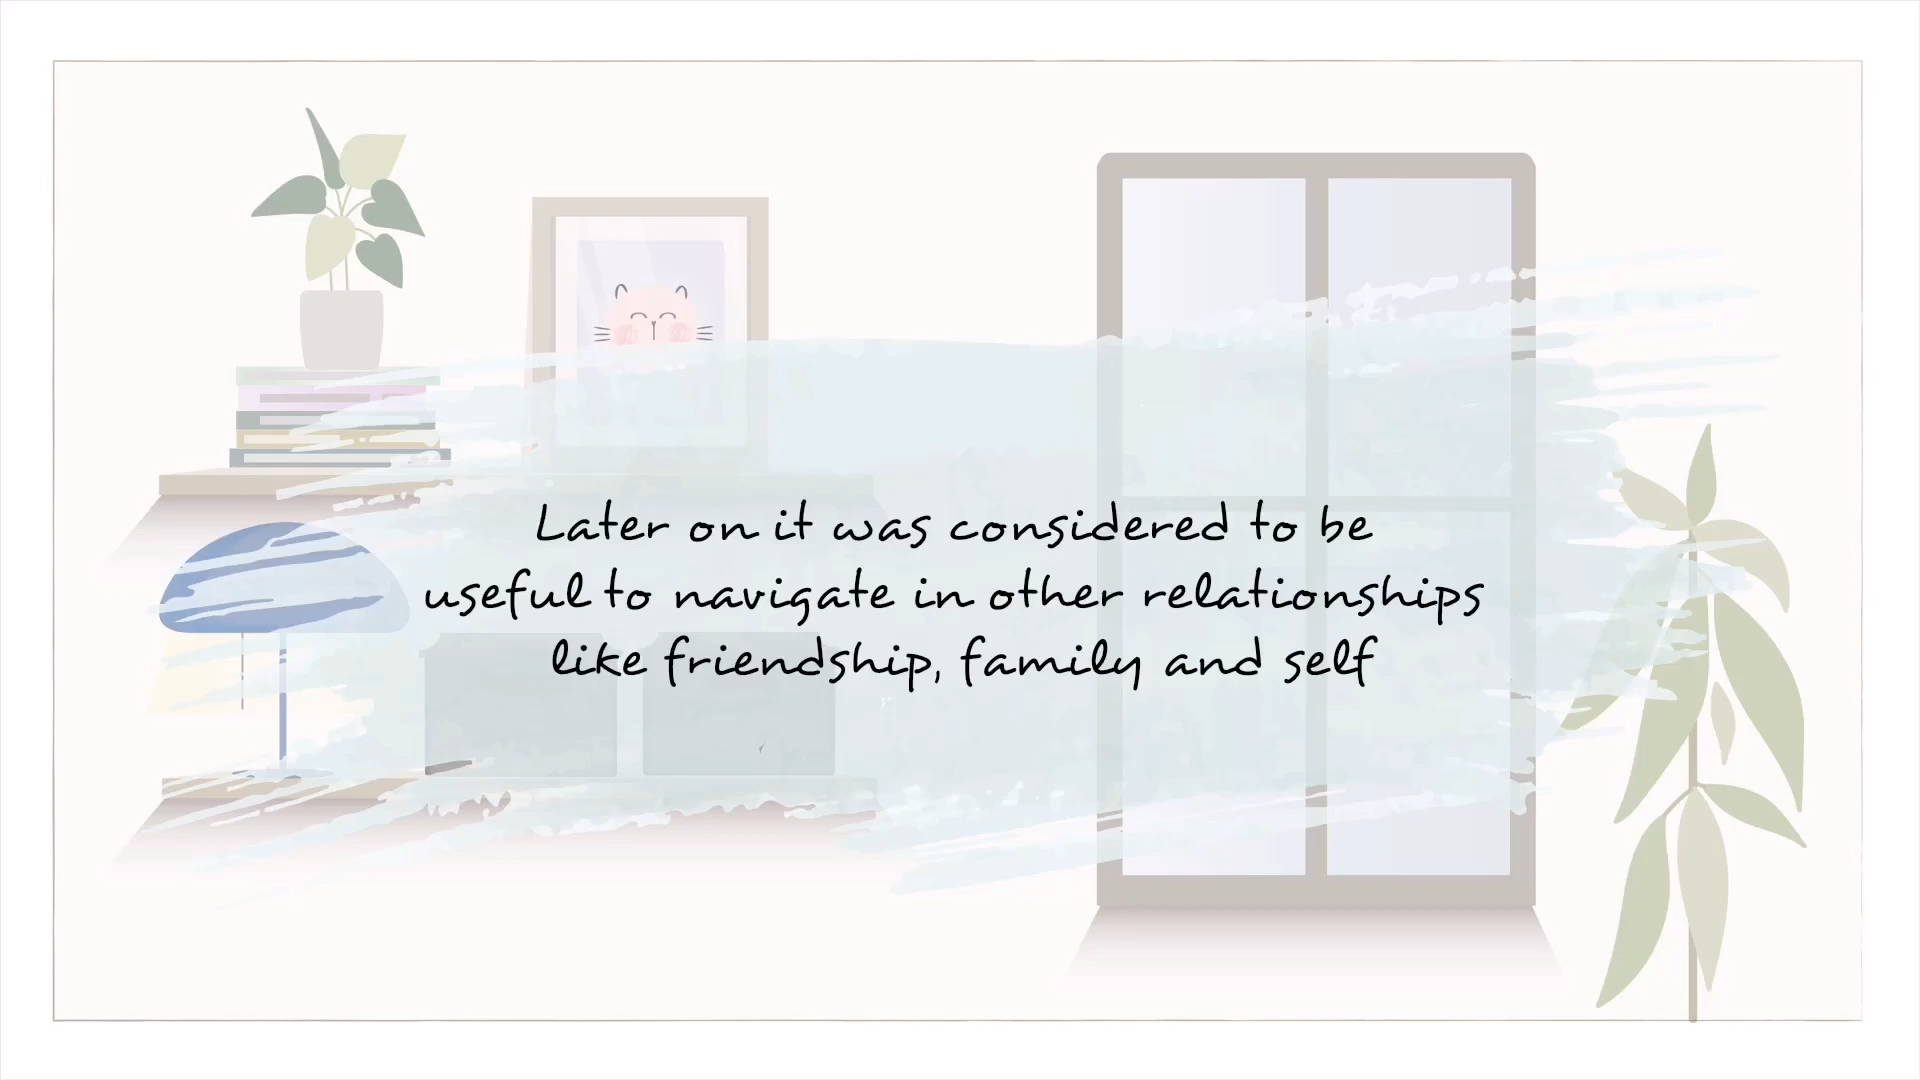 Later on it was considered to be
useful to navigate in other relationships
like friendship, family and self